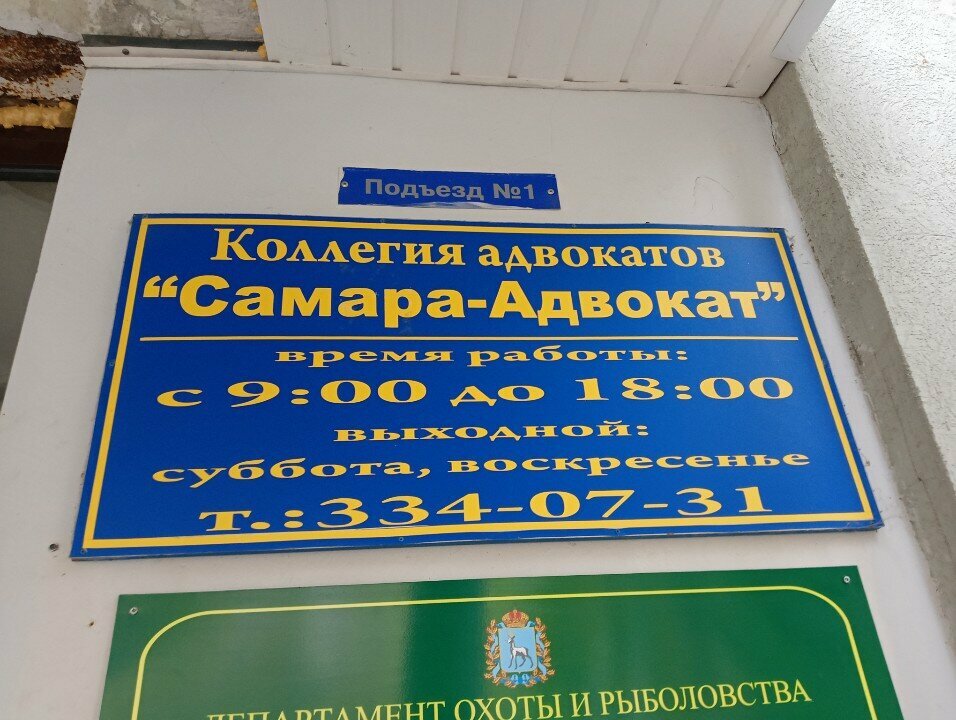 Подъезд №1
Коллегия адвокатов
“Самара-Адвокат”
время работы:
с 9:00 до 18:00
выходной:
суббота, воскресенье
т.:334-07-31
ДЕПАРТАМЕНТ ОХОТЫ И РЫБОЛОВСТВА